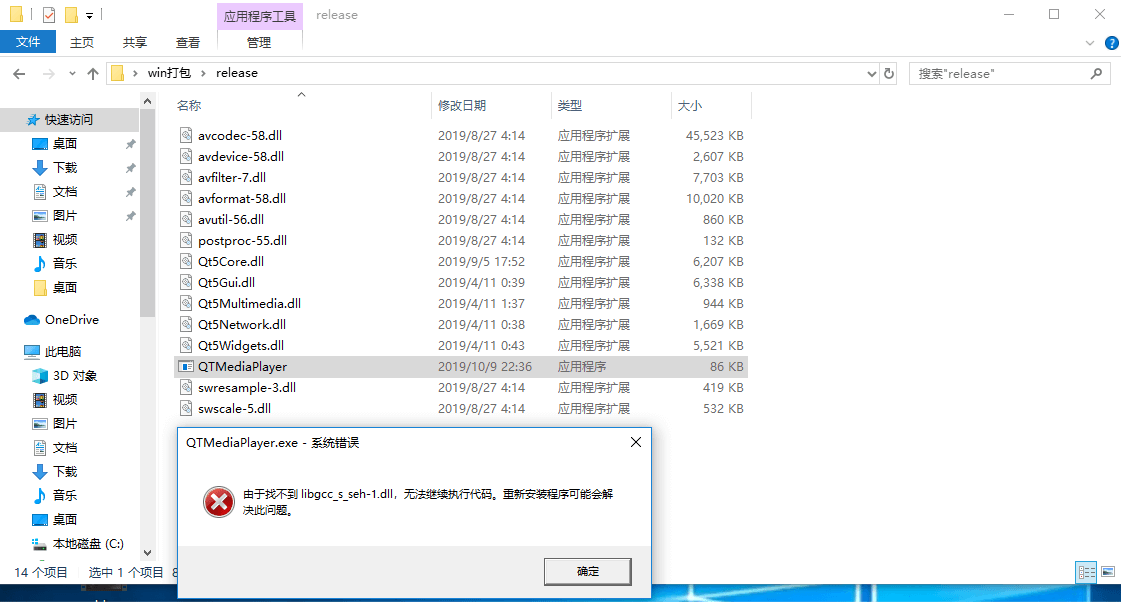 应用程序工具 release
文件 主页 共享 查看 管理
win打包 release 搜索"release"
名称 修改日期 类型 大小
快速访问
桌面
下载
文档
图片
视频
音乐
桌面
OneDrive
此电脑
3D 对象
视频
图片
文档
下载
音乐
桌面
本地磁盘 (C:)
avcodec-58.dll 2019/8/27 4:14 应用程序扩展 45,523 KB
avdevice-58.dll 2019/8/27 4:14 应用程序扩展 2,607 KB
avfilter-7.dll 2019/8/27 4:14 应用程序扩展 7,703 KB
avformat-58.dll 2019/8/27 4:14 应用程序扩展 10,020 KB
avutil-56.dll 2019/8/27 4:14 应用程序扩展 860 KB
postproc-55.dll 2019/8/27 4:14 应用程序扩展 132 KB
Qt5Core.dll 2019/9/5 17:52 应用程序扩展 6,207 KB
Qt5Gui.dll 2019/4/11 0:39 应用程序扩展 6,338 KB
Qt5Multimedia.dll 2019/4/11 1:37 应用程序扩展 944 KB
Qt5Network.dll 2019/4/11 0:38 应用程序扩展 1,669 KB
Qt5Widgets.dll 2019/4/11 0:43 应用程序扩展 5,521 KB
QTMediaPlayer 2019/10/9 22:36 应用程序 86 KB
swresample-3.dll 2019/8/27 4:14 应用程序扩展 419 KB
swscale-5.dll 2019/8/27 4:14 应用程序扩展 532 KB
QTMediaPlayer.exe - 系统错误
由于找不到 libgcc_s_seh-1.dll，无法继续执行代码。重新安装程序可能会解
决此问题。
确定
14 个项目 选中 1 个项目